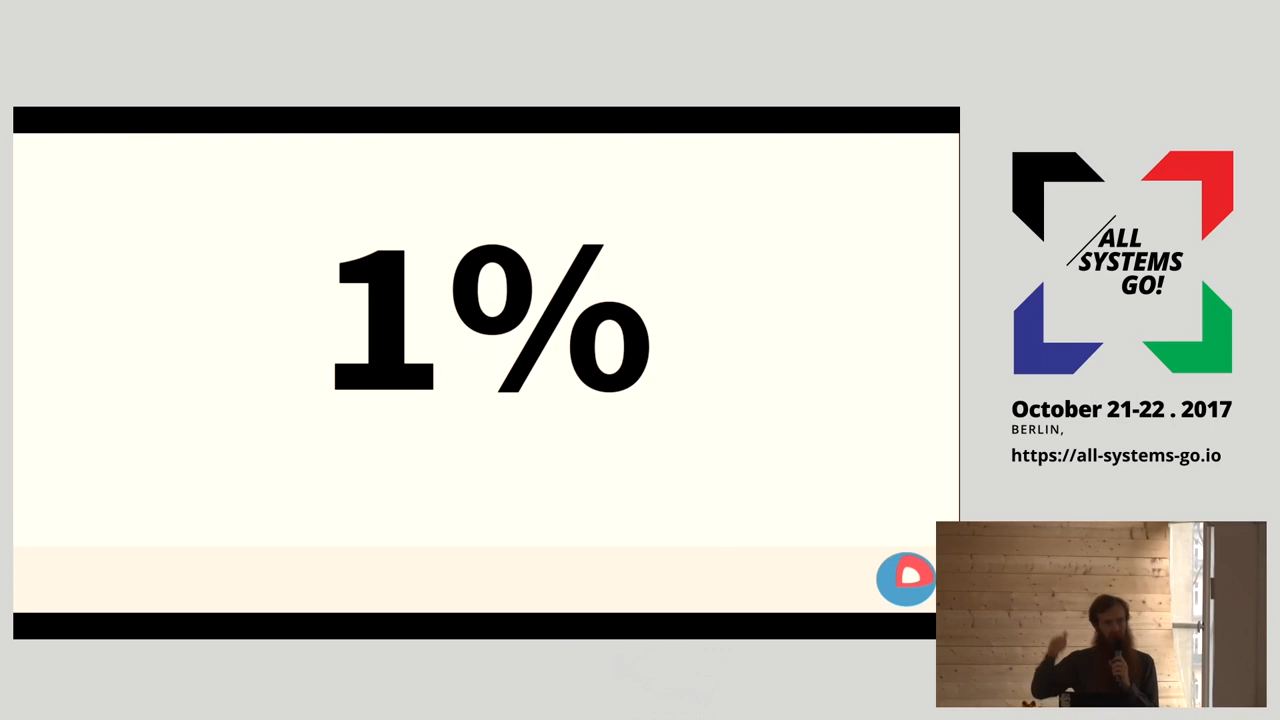 1%
ALL
SYSTEMS
GO!
October 21-22 . 2017
BERLIN,
https://all-systems-go.io